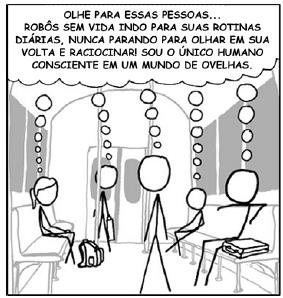 OLHE PARA ESSAS PESSOAS...
ROBÔS SEM VIDA INDO PARA SUAS ROTINAS
DIÁRIAS, NUNCA PARANDO PARA OLHAR EM SUA
VOLTA E RACIOCINAR! SOU O ÚNICO HUMANO
CONSCIENTE EM UM MUNDO DE OVELHAS.